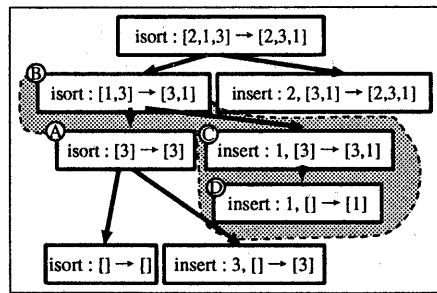 isort : [2,1,3] → [2,3,1]
B
isort : [1,3] → [3,1]
insert : 2, [3,1] → [2,3,1]
A
isort : [3] → [3]
C
insert : 1, [3] → [3,1]
D
insert : 1, [] → [1]
isort : [] → []
insert : 3, [] → [3]